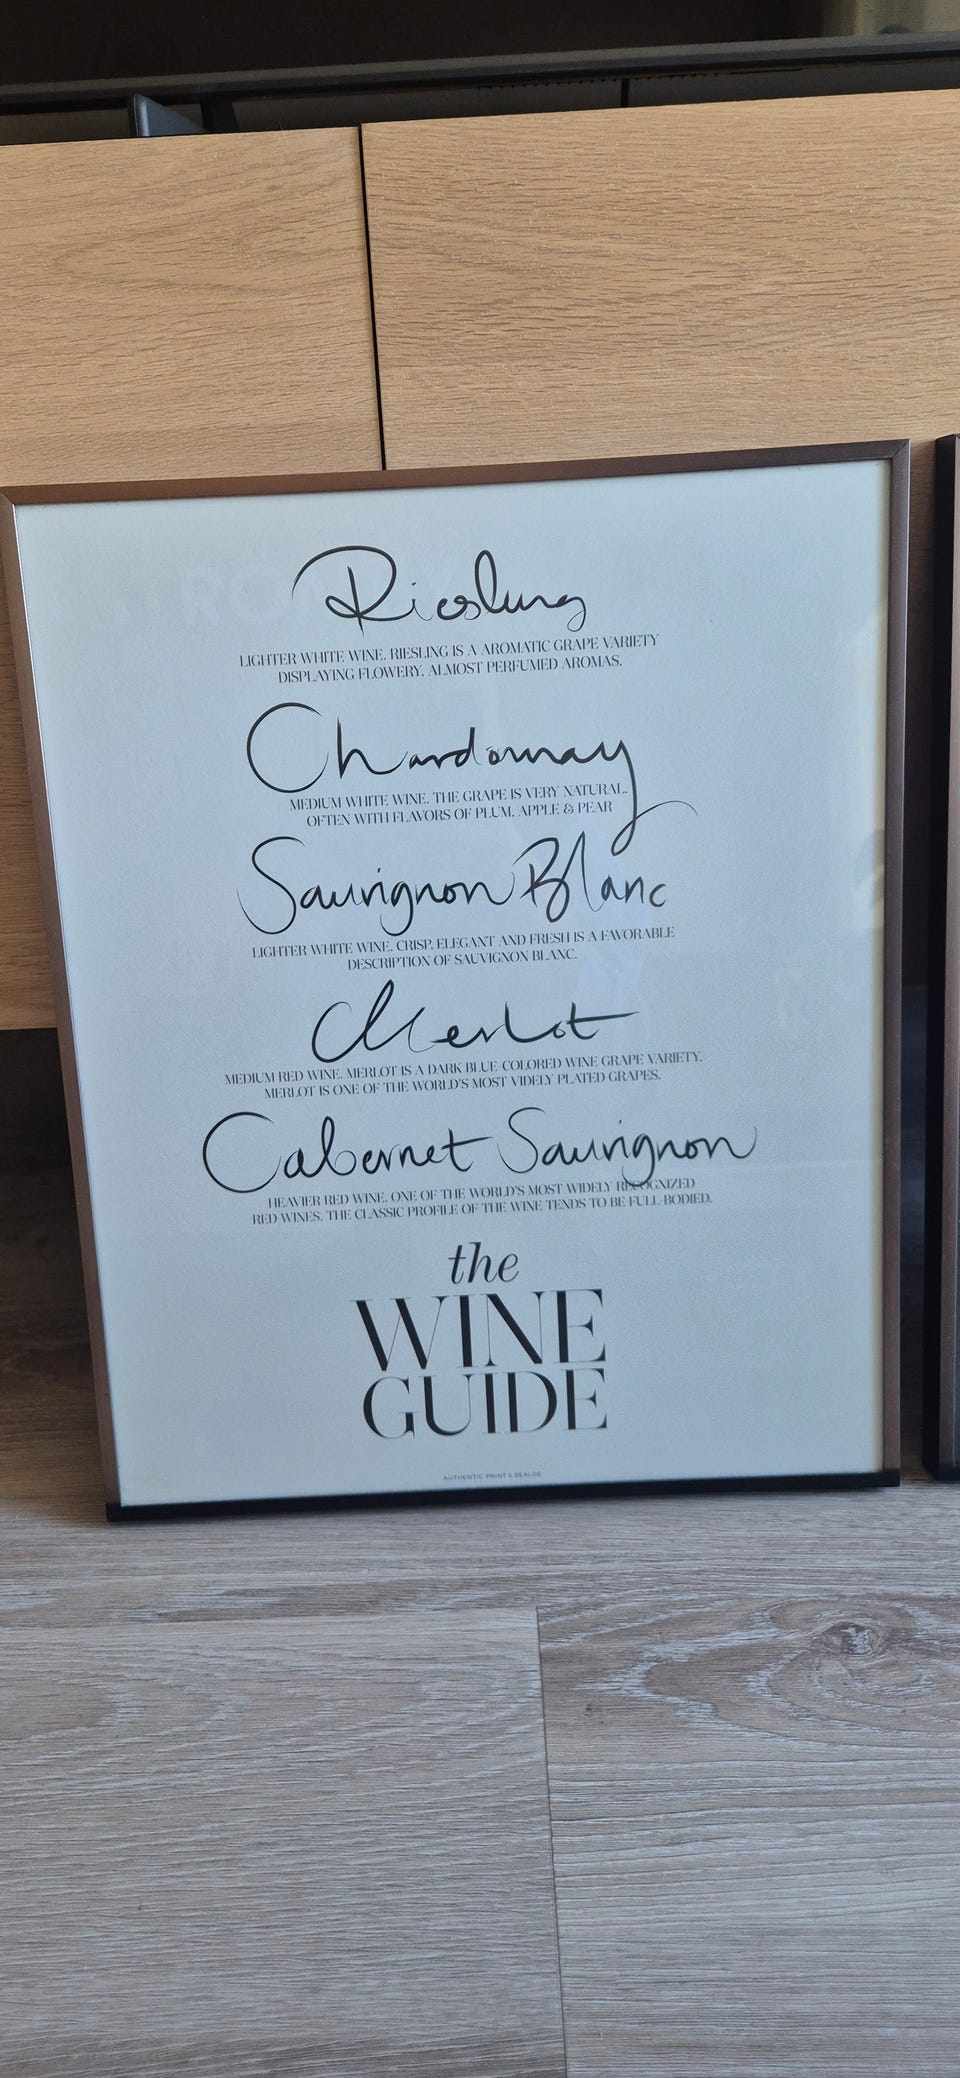 Riesling
LIGHTER WHITE WINE. RIESLING IS A AROMATIC GRAPE VARIETY
DISPLAYING FLOWERY, ALMOST PERFUMED AROMAS.
Chardonnay
MEDIUM WHITE WINE. THE GRAPE IS VERY NATURAL.
OFTEN WITH FLAVORS OF PLUM, APPLE & PEAR
Sauvignon Blanc
LIGHTER WHITE WINE. CRISP, ELEGANT AND FRESH IS A FAVORABLE
DESCRIPTION OF SAUVIGNON BLANC.
Merlot
MEDIUM RED WINE. MERLOT IS A DARK BLUE-COLORED WINE GRAPE VARIETY.
MERLOT IS ONE OF THE WORLD'S MOST VIDELY PLATED GRAPES.
Cabernet Sauvignon
HEAVIER RED WINE. ONE OF THE WORLD'S MOST WIDELY RECOGNIZED
RED WINES. THE CLASSIC PROFILE OF THE WINE TENDS TO BE FULL-BODIED.
the
WINE
GUIDE
AUTHENTIC PRINT © SEALOE